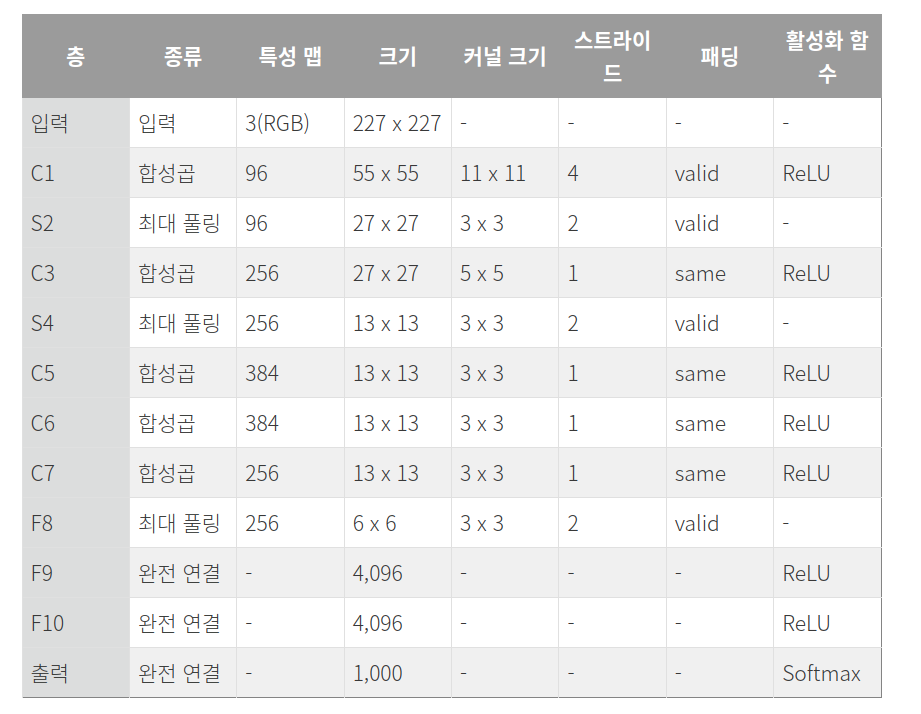 층 종류 특성 맵 크기 커널 크기 스트라이드 패딩 활성화 함수
입력 입력 3(RGB) 227 x 227 - - - -
C1 합성곱 96 55 x 55 11 x 11 4 valid ReLU
S2 최대 풀링 96 27 x 27 3 x 3 2 valid -
C3 합성곱 256 27 x 27 5 x 5 1 same ReLU
S4 최대 풀링 256 13 x 13 3 x 3 2 valid -
C5 합성곱 384 13 x 13 3 x 3 1 same ReLU
C6 합성곱 384 13 x 13 3 x 3 1 same ReLU
C7 합성곱 256 13 x 13 3 x 3 1 same ReLU
F8 최대 풀링 256 6 x 6 3 x 3 2 valid -
F9 완전 연결 - 4,096 - - - ReLU
F10 완전 연결 - 4,096 - - - ReLU
출력 완전 연결 - 1,000 - - - Softmax